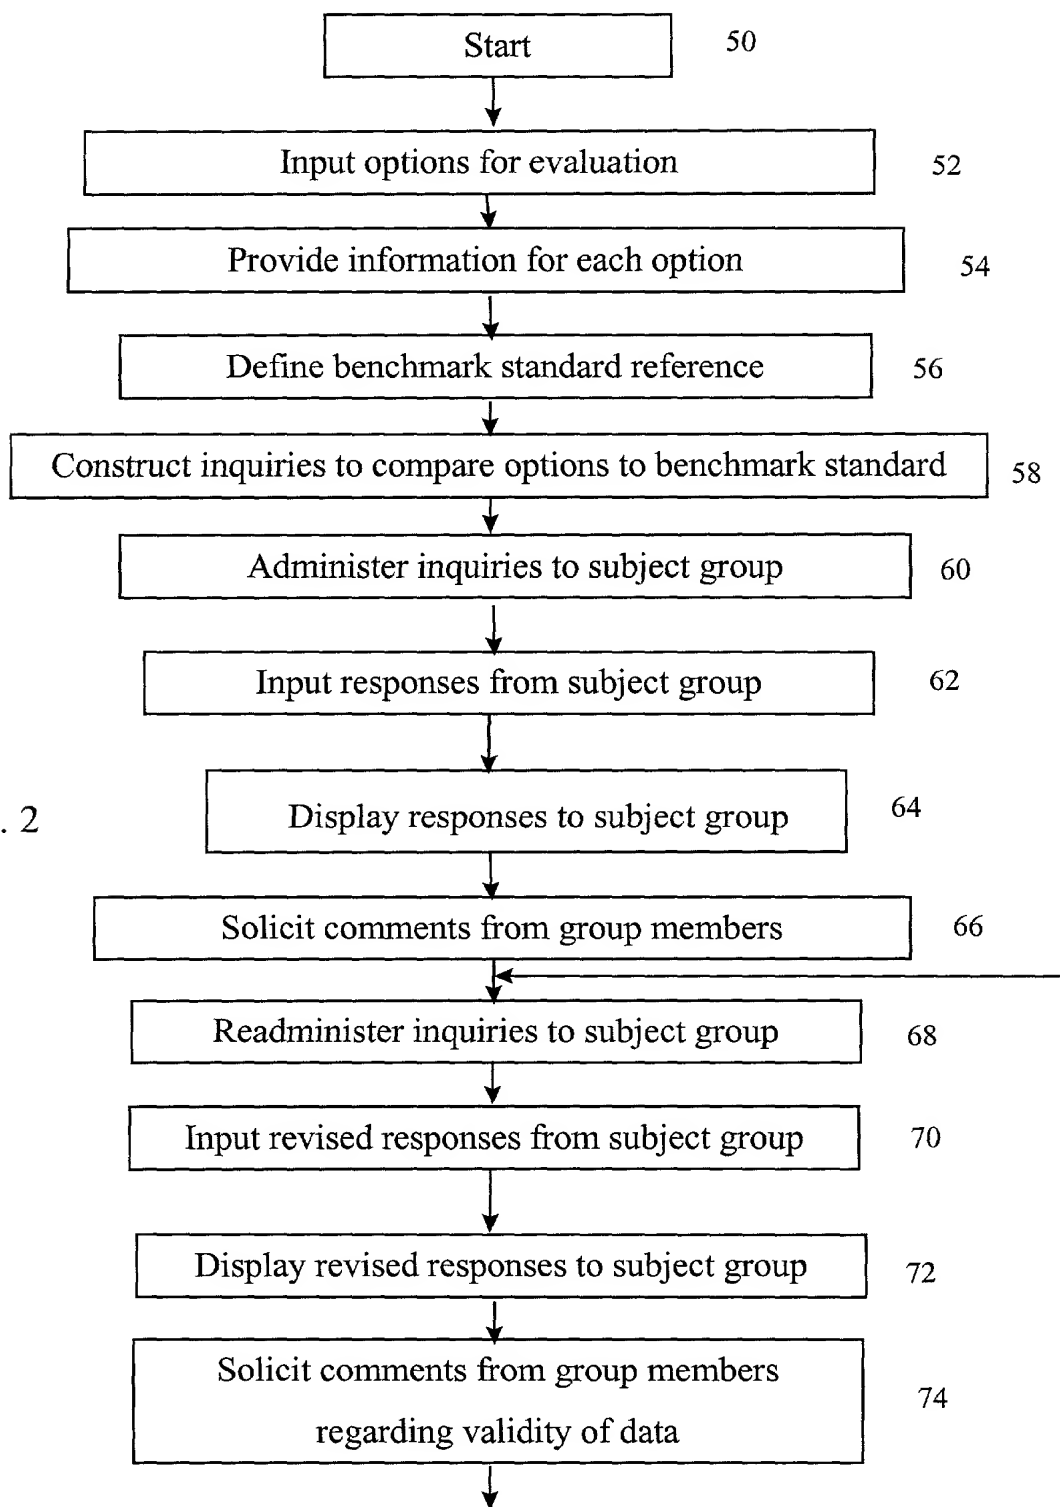 Start 50
Input options for evaluation 52
Provide information for each option 54
Define benchmark standard reference 56
Construct inquiries to compare options to benchmark standard 58
Administer inquiries to subject group 60
Input responses from subject group 62
Display responses to subject group 64
. 2
Solicit comments from group members 66
Readminister inquiries to subject group 68
Input revised responses from subject group 70
Display revised responses to subject group 72
Solicit comments from group members
regarding validity of data 74